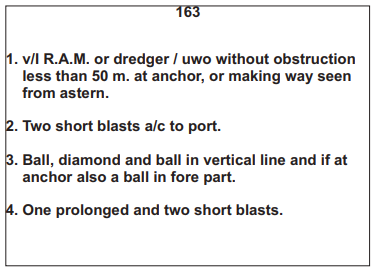 163
1. v/l R.A.M. or dredger / uwo without obstruction
less than 50 m. at anchor, or making way seen
from astern.
2. Two short blasts a/c to port.
3. Ball, diamond and ball in vertical line and if at
anchor also a ball in fore part.
4. One prolonged and two short blasts.